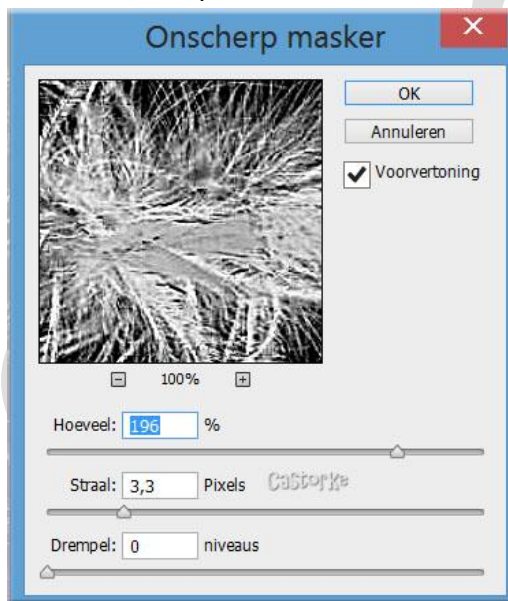 Onscherp masker
OK
Annuleren
Voorvertoning
100%
Hoeveel: 196 %
Straal: 3,3 Pixels
CaStorke
Drempel: 0 niveaus